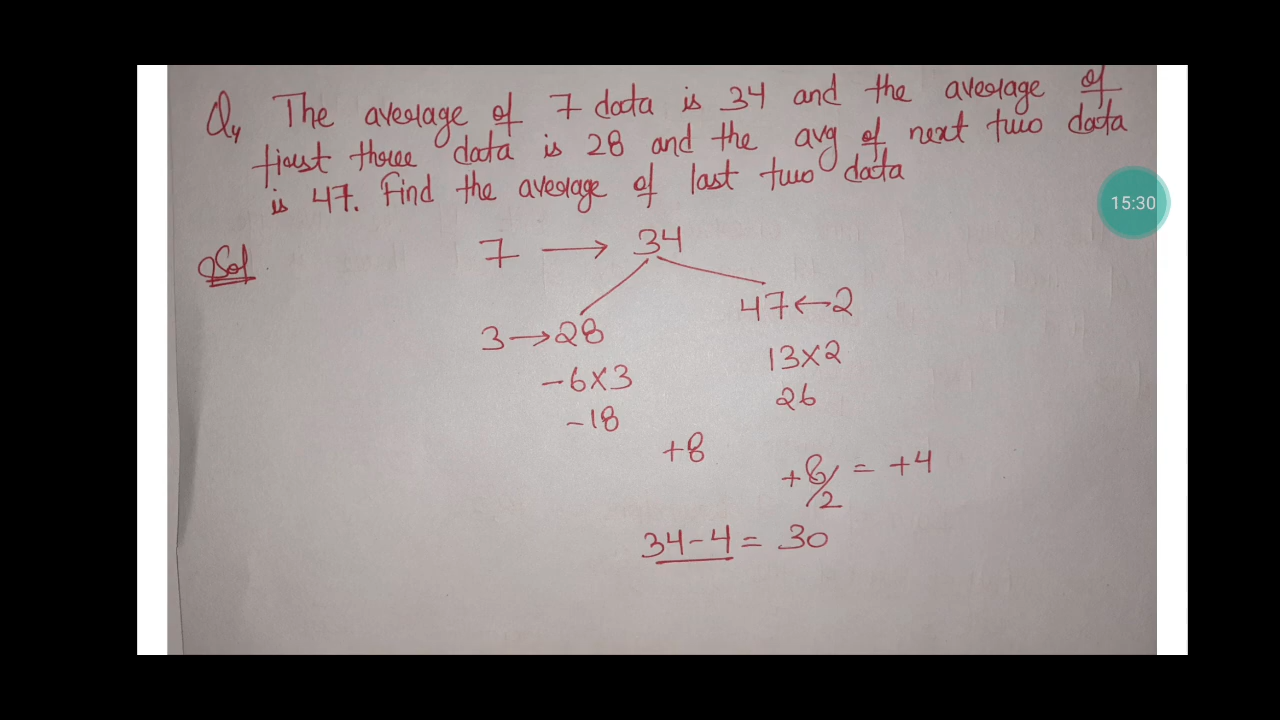 Q4 The average of 7 data is 34 and the average of
first three data is 28 and the avg of next two data
is 47. Find the average of last two data
15:30
Sol
7 → 34
3→28
47←2
-6×3
13×2
-18
26
+8
+8/2 = +4
34-4 = 30